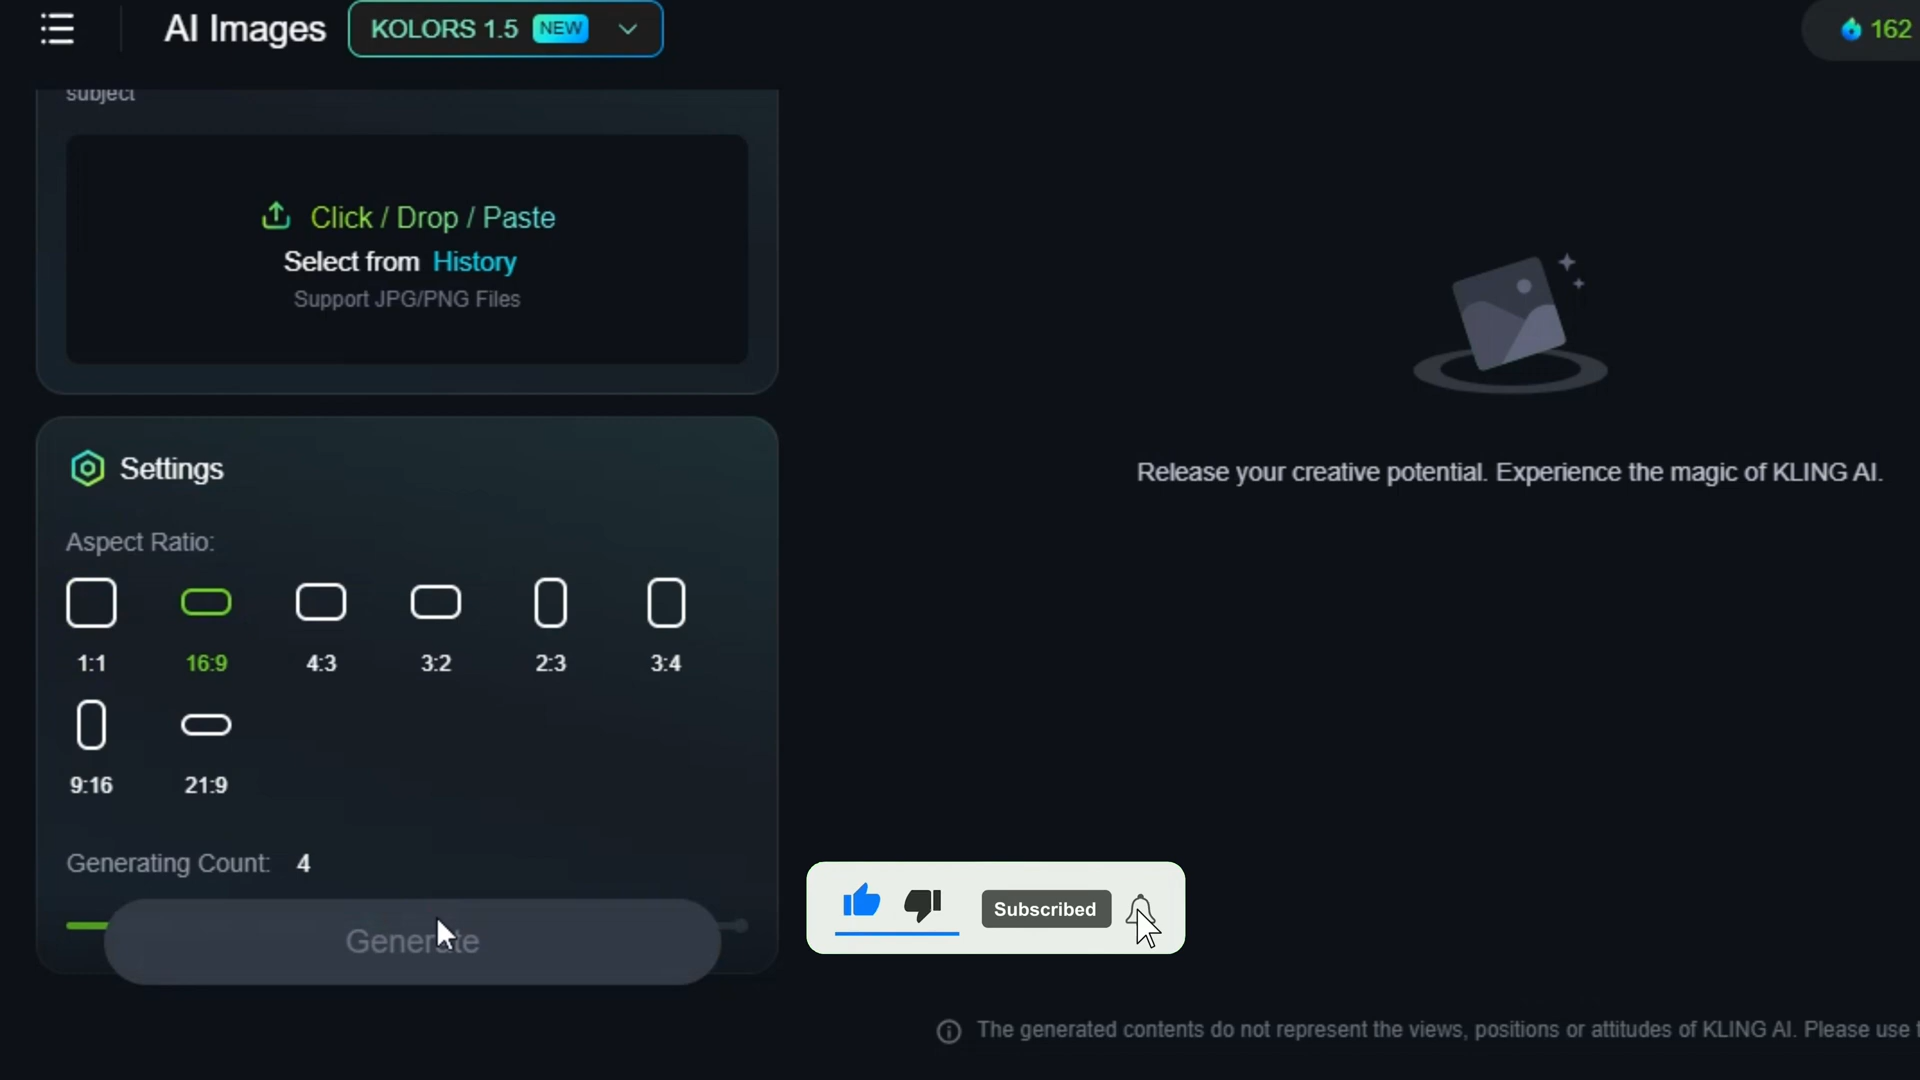 AI Images
KOLORS 1.5 NEW
162
subject
Click / Drop / Paste
Select from History
Support JPG/PNG Files
Release your creative potential. Experience the magic of KLING AI.
Settings
Aspect Ratio:
1:1 16:9 4:3 3:2 2:3 3:4
9:16 21:9
Generating Count: 4
Generate
Subscribed
The generated contents do not represent the views, positions or attitudes of KLING AI. Please use